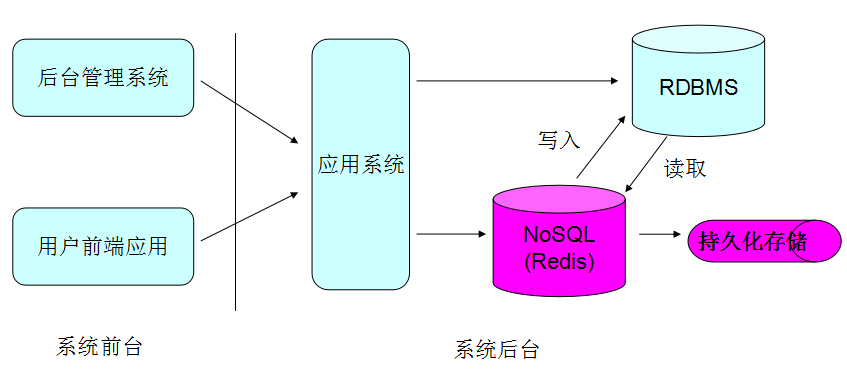 后台管理系统
用户前端应用
系统前台
应用系统
RDBMS
写入
读取
NoSQL
(Redis)
持久化存储
系统后台